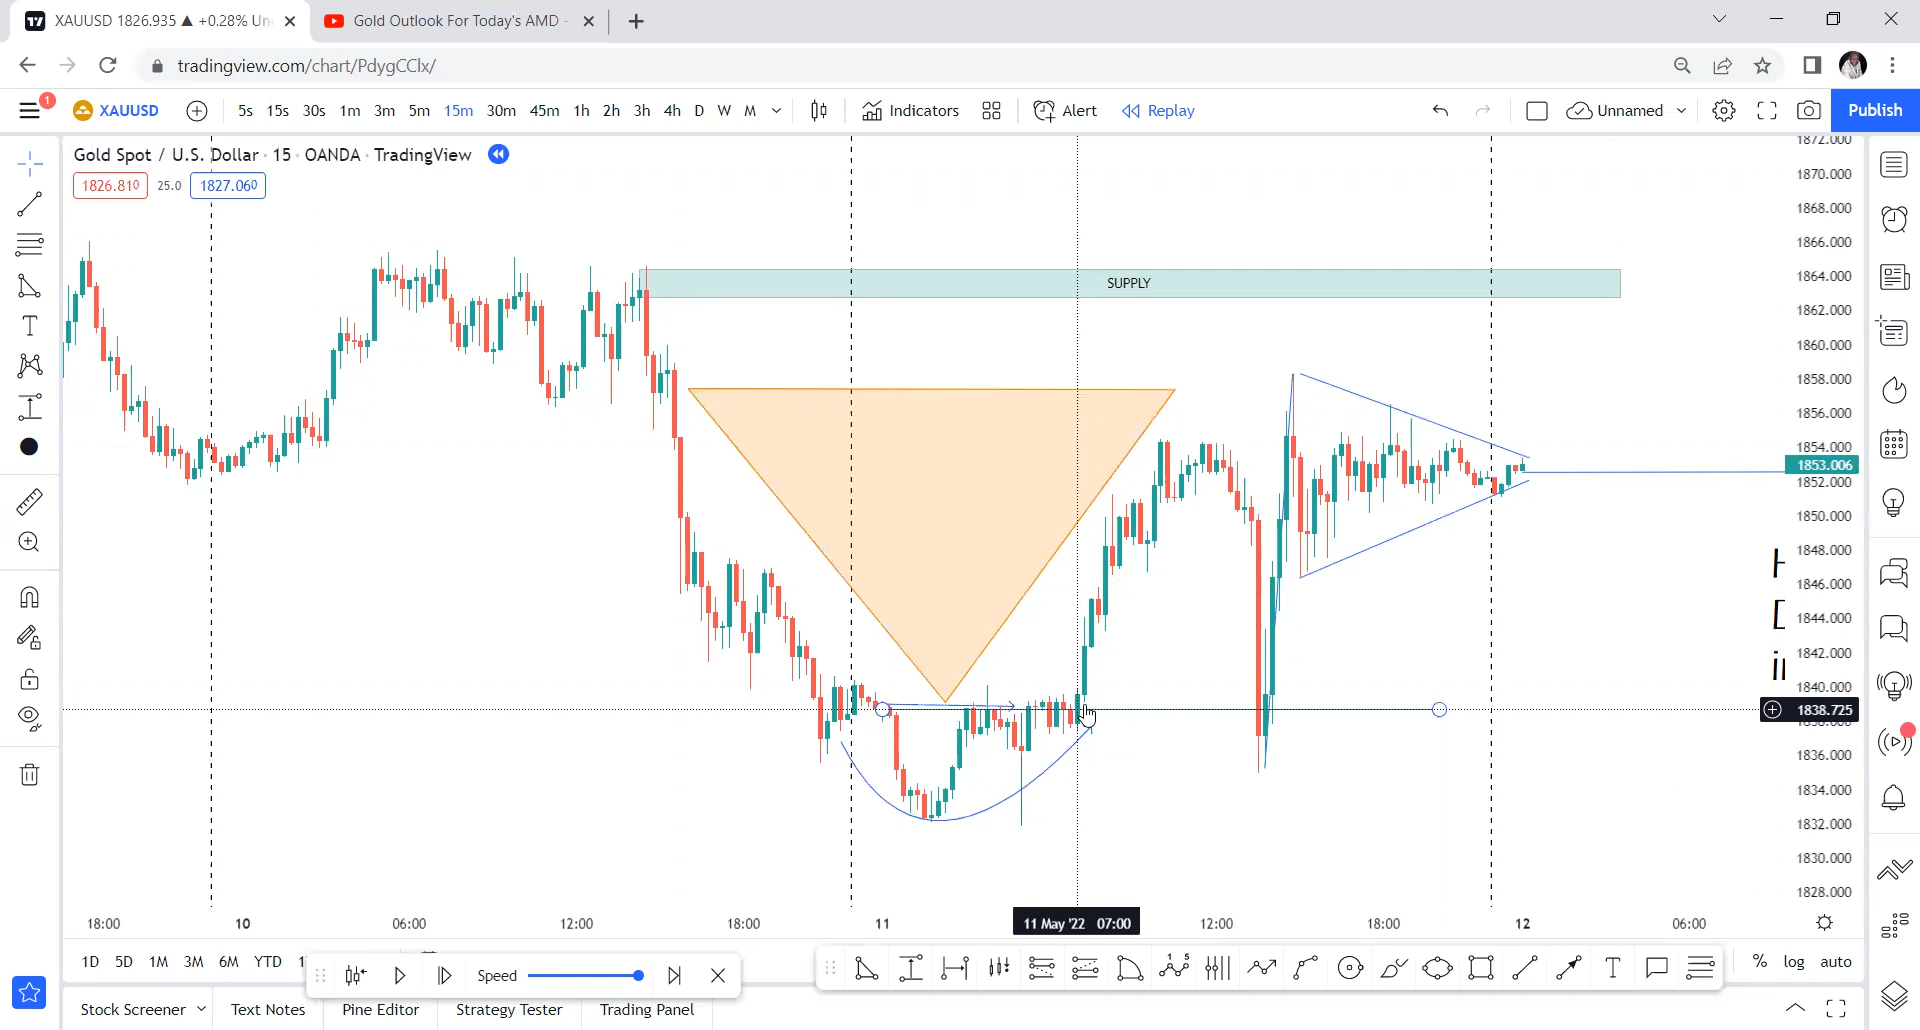 XAUUSD 1826.935 ▲ +0.28% Un
Gold Outlook For Today's AMD -
tradingview.com/chart/PdygCClx/
1
XAUUSD
5s 15s 30s 1m 3m 5m 15m 30m 45m 1h 2h 3h 4h D W M
Indicators
Alert
Replay
Unnamed
Publish
Gold Spot / U.S. Dollar · 15 · OANDA · TradingView
1826.810 25.0 1827.060
SUPPLY
1872.000
1870.000
1868.000
1866.000
1864.000
1862.000
1860.000
1858.000
1856.000
1854.000
1853.006
1852.000
1850.000
1848.000
1846.000
1844.000
1842.000
1840.000
1838.725
1836.000
1834.000
1832.000
1830.000
1828.000
18:00 10 06:00 12:00 18:00 11 11 May '22 07:00 12:00 18:00 12 06:00
1D 5D 1M 3M 6M YTD
Speed
% log auto
Stock Screener Text Notes Pine Editor Strategy Tester Trading Panel